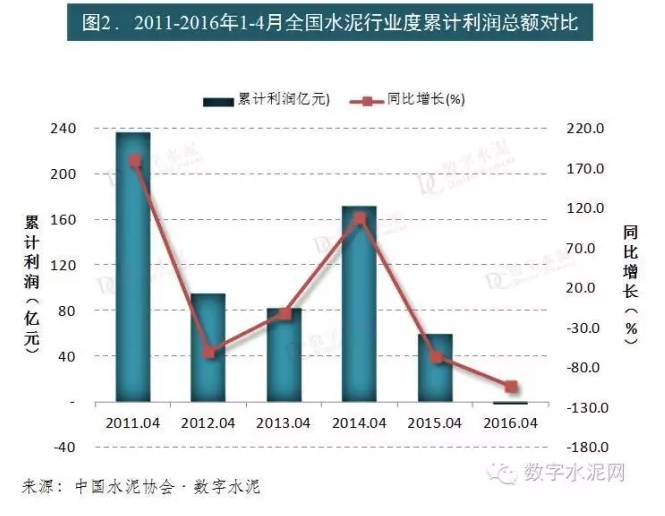 图2．2011-2016年1-4月全国水泥行业度累计利润总额对比
累计利润亿元) 同比增长(%)
240 220.0
200 170.0
160 120.0
120 70.0
80 20.0
40 -30.0
- -80.0
-40 -130.0
-180.0
累计利润（亿元）
同比增长（%）
2011.04 2012.04 2013.04 2014.04 2015.04 2016.04
数字水泥
数字水泥网
来源：中国水泥协会·数字水泥